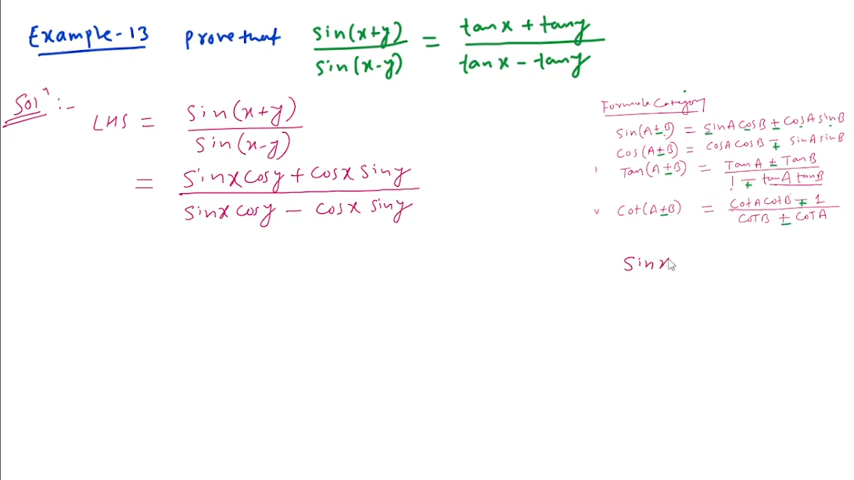 Example-13 prove that sin(x+y)/sin(x-y) = tanx + tany/tanx - tany
Solⁿ :-
LHS = sin(x+y)/sin(x-y)
= sinx cosy + cosx siny/sinx cosy - cosx siny
Formula Category
Sin(A±B) = SinA CosB ± CosA sinB
Cos(A±B) = CosA CosB ∓ sinA sinB
Tan(A±B) = TanA ± TanB/1 ∓ tanA tanB
Cot(A±B) = CotA CotB ∓ 1/CotB ± CotA
Sinx